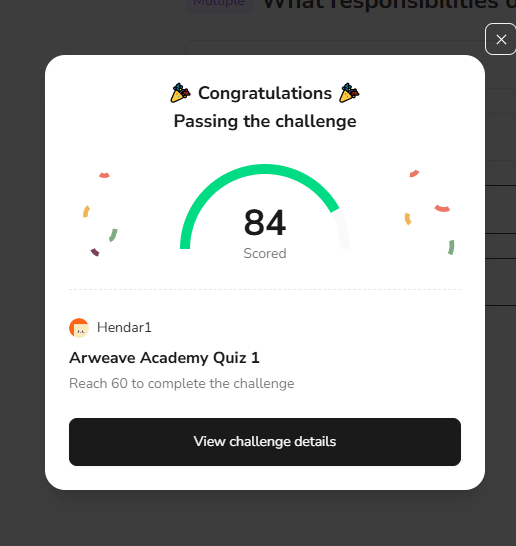 Multiple What responsibilities d
🎉 Congratulations 🎉
Passing the challenge
84
Scored
Hendar1
Arweave Academy Quiz 1
Reach 60 to complete the challenge
View challenge details